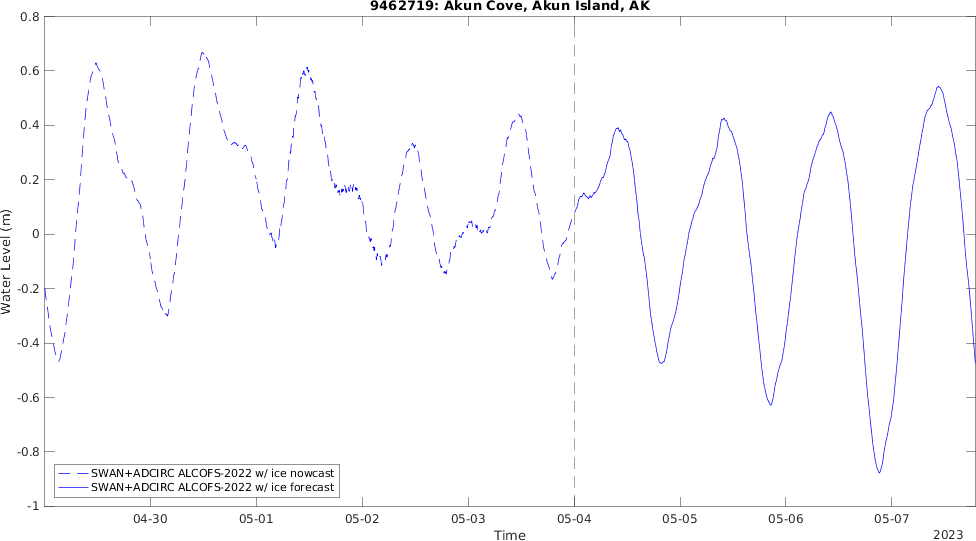 9462719: Akun Cove, Akun Island, AK
0.8
0.6
0.4
0.2
0
-0.2
-0.4
-0.6
-0.8
-1
Water Level (m)
SWAN+ADCIRC ALCOFS-2022 w/ ice nowcast
SWAN+ADCIRC ALCOFS-2022 w/ ice forecast
04-30 05-01 05-02 05-03 05-04 05-05 05-06 05-07
Time
2023